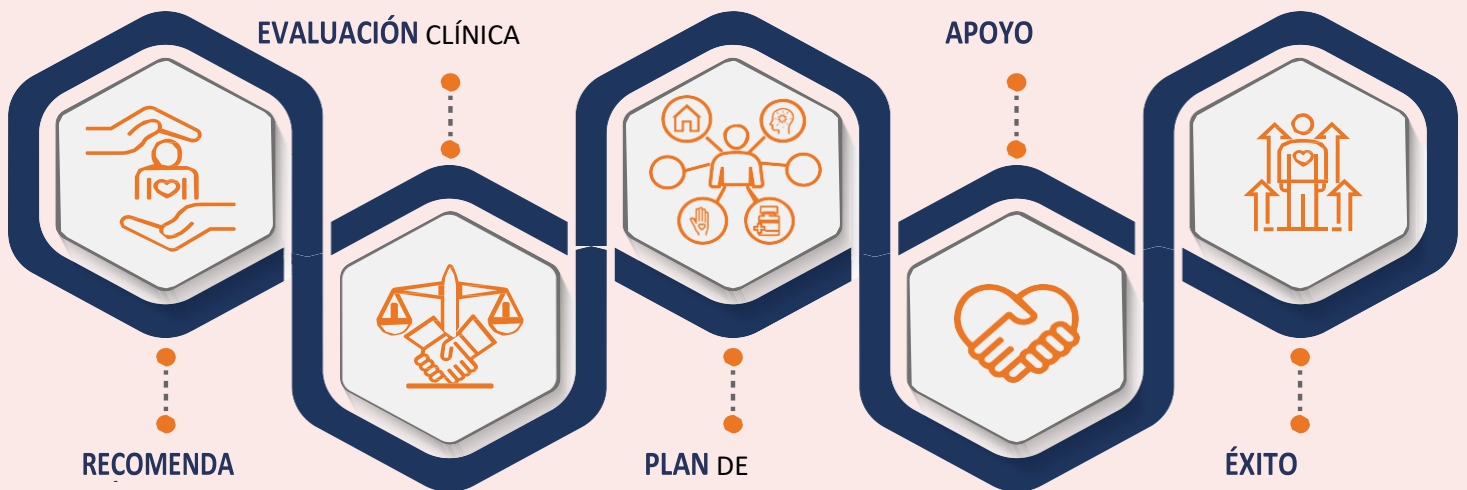 EVALUACIÓN CLÍNICA
APOYO
RECOMENDA
PLAN DE
ÉXITO